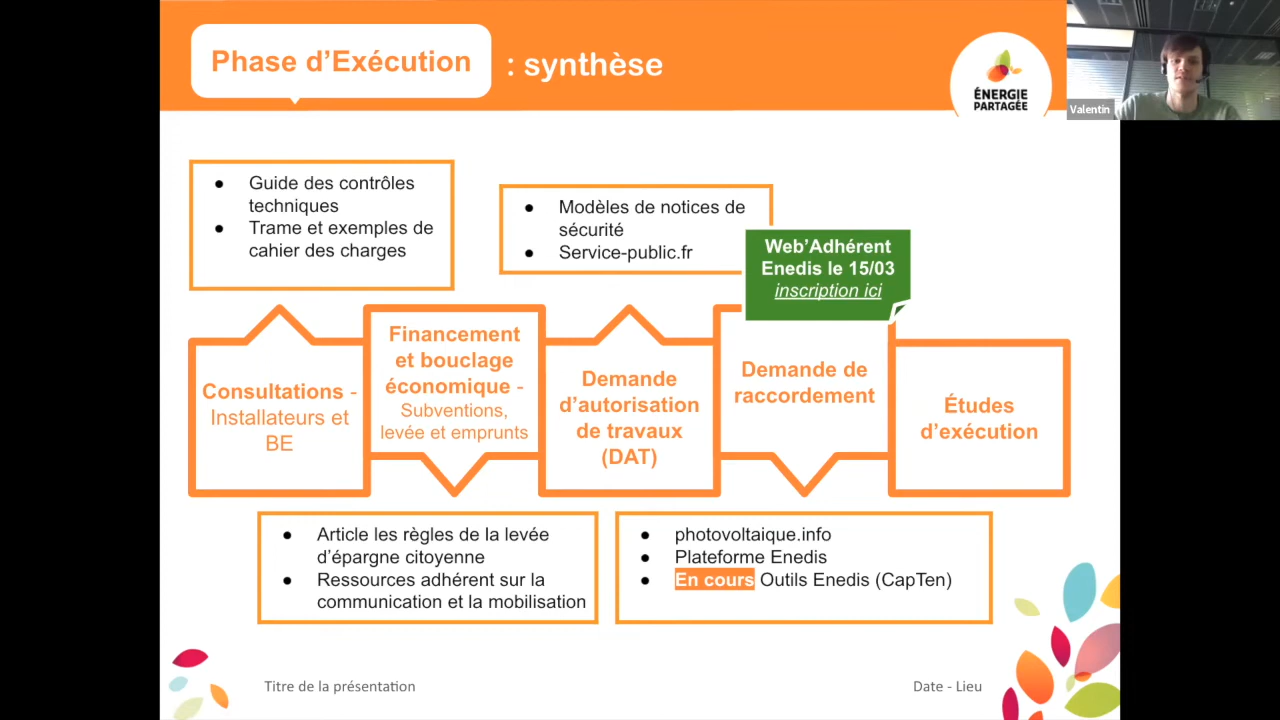 Phase d'Exécution : synthèse
ÉNERGIE
PARTAGÉE
Valentin
● Guide des contrôles
techniques
● Trame et exemples de
cahier des charges
● Modèles de notices de
sécurité
● Service-public.fr
Web'Adhérent
Enedis le 15/03
inscription ici
Consultations -
Installateurs et
BE
Financement
et bouclage
économique -
Subventions,
levée et emprunts
Demande
d'autorisation
de travaux
(DAT)
Demande de
raccordement
Études
d'exécution
● Article les règles de la levée
d'épargne citoyenne
● Ressources adhérent sur la
communication et la mobilisation
● photovoltaique.info
● Plateforme Enedis
● En cours Outils Enedis (CapTen)
Titre de la présentation
Date - Lieu